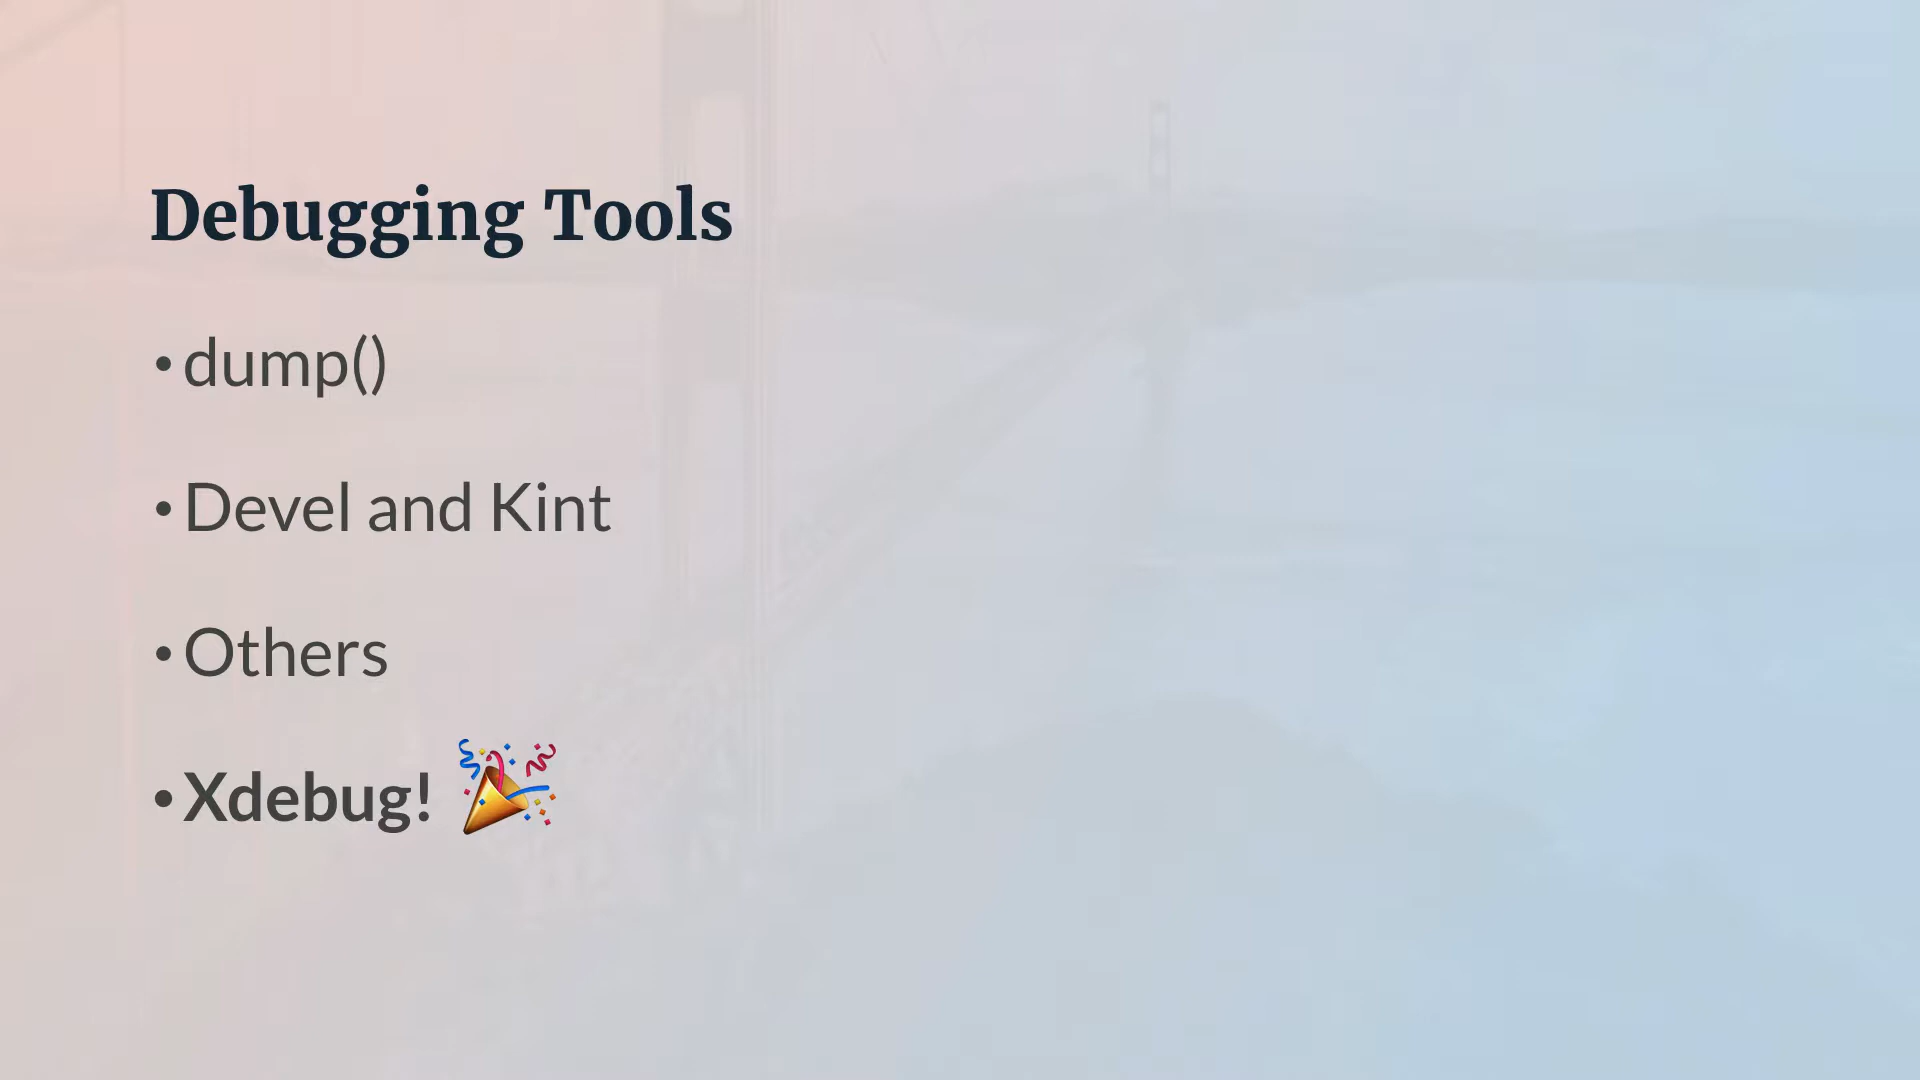 Debugging Tools
• dump()
• Devel and Kint
• Others
• Xdebug! 🎉